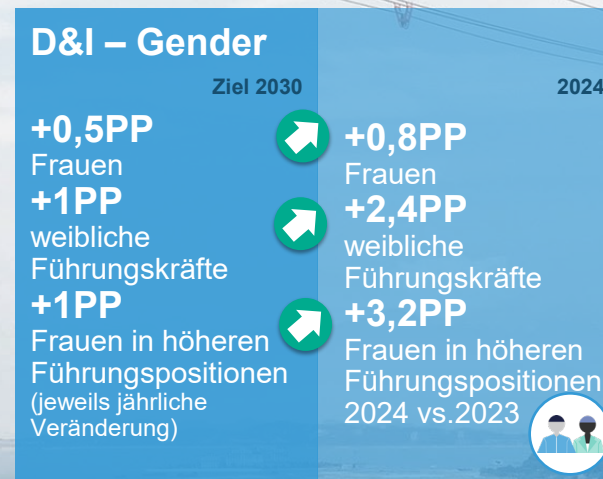 D&I – Gender
Ziel 2030
+0,5PP
Frauen
+1PP
weibliche
Führungskräfte
+1PP
Frauen in höheren
Führungspositionen
(jeweils jährliche
Veränderung)
2024
+0,8PP
Frauen
+2,4PP
weibliche
Führungskräfte
+3,2PP
Frauen in höheren
Führungspositionen
2024 vs.2023